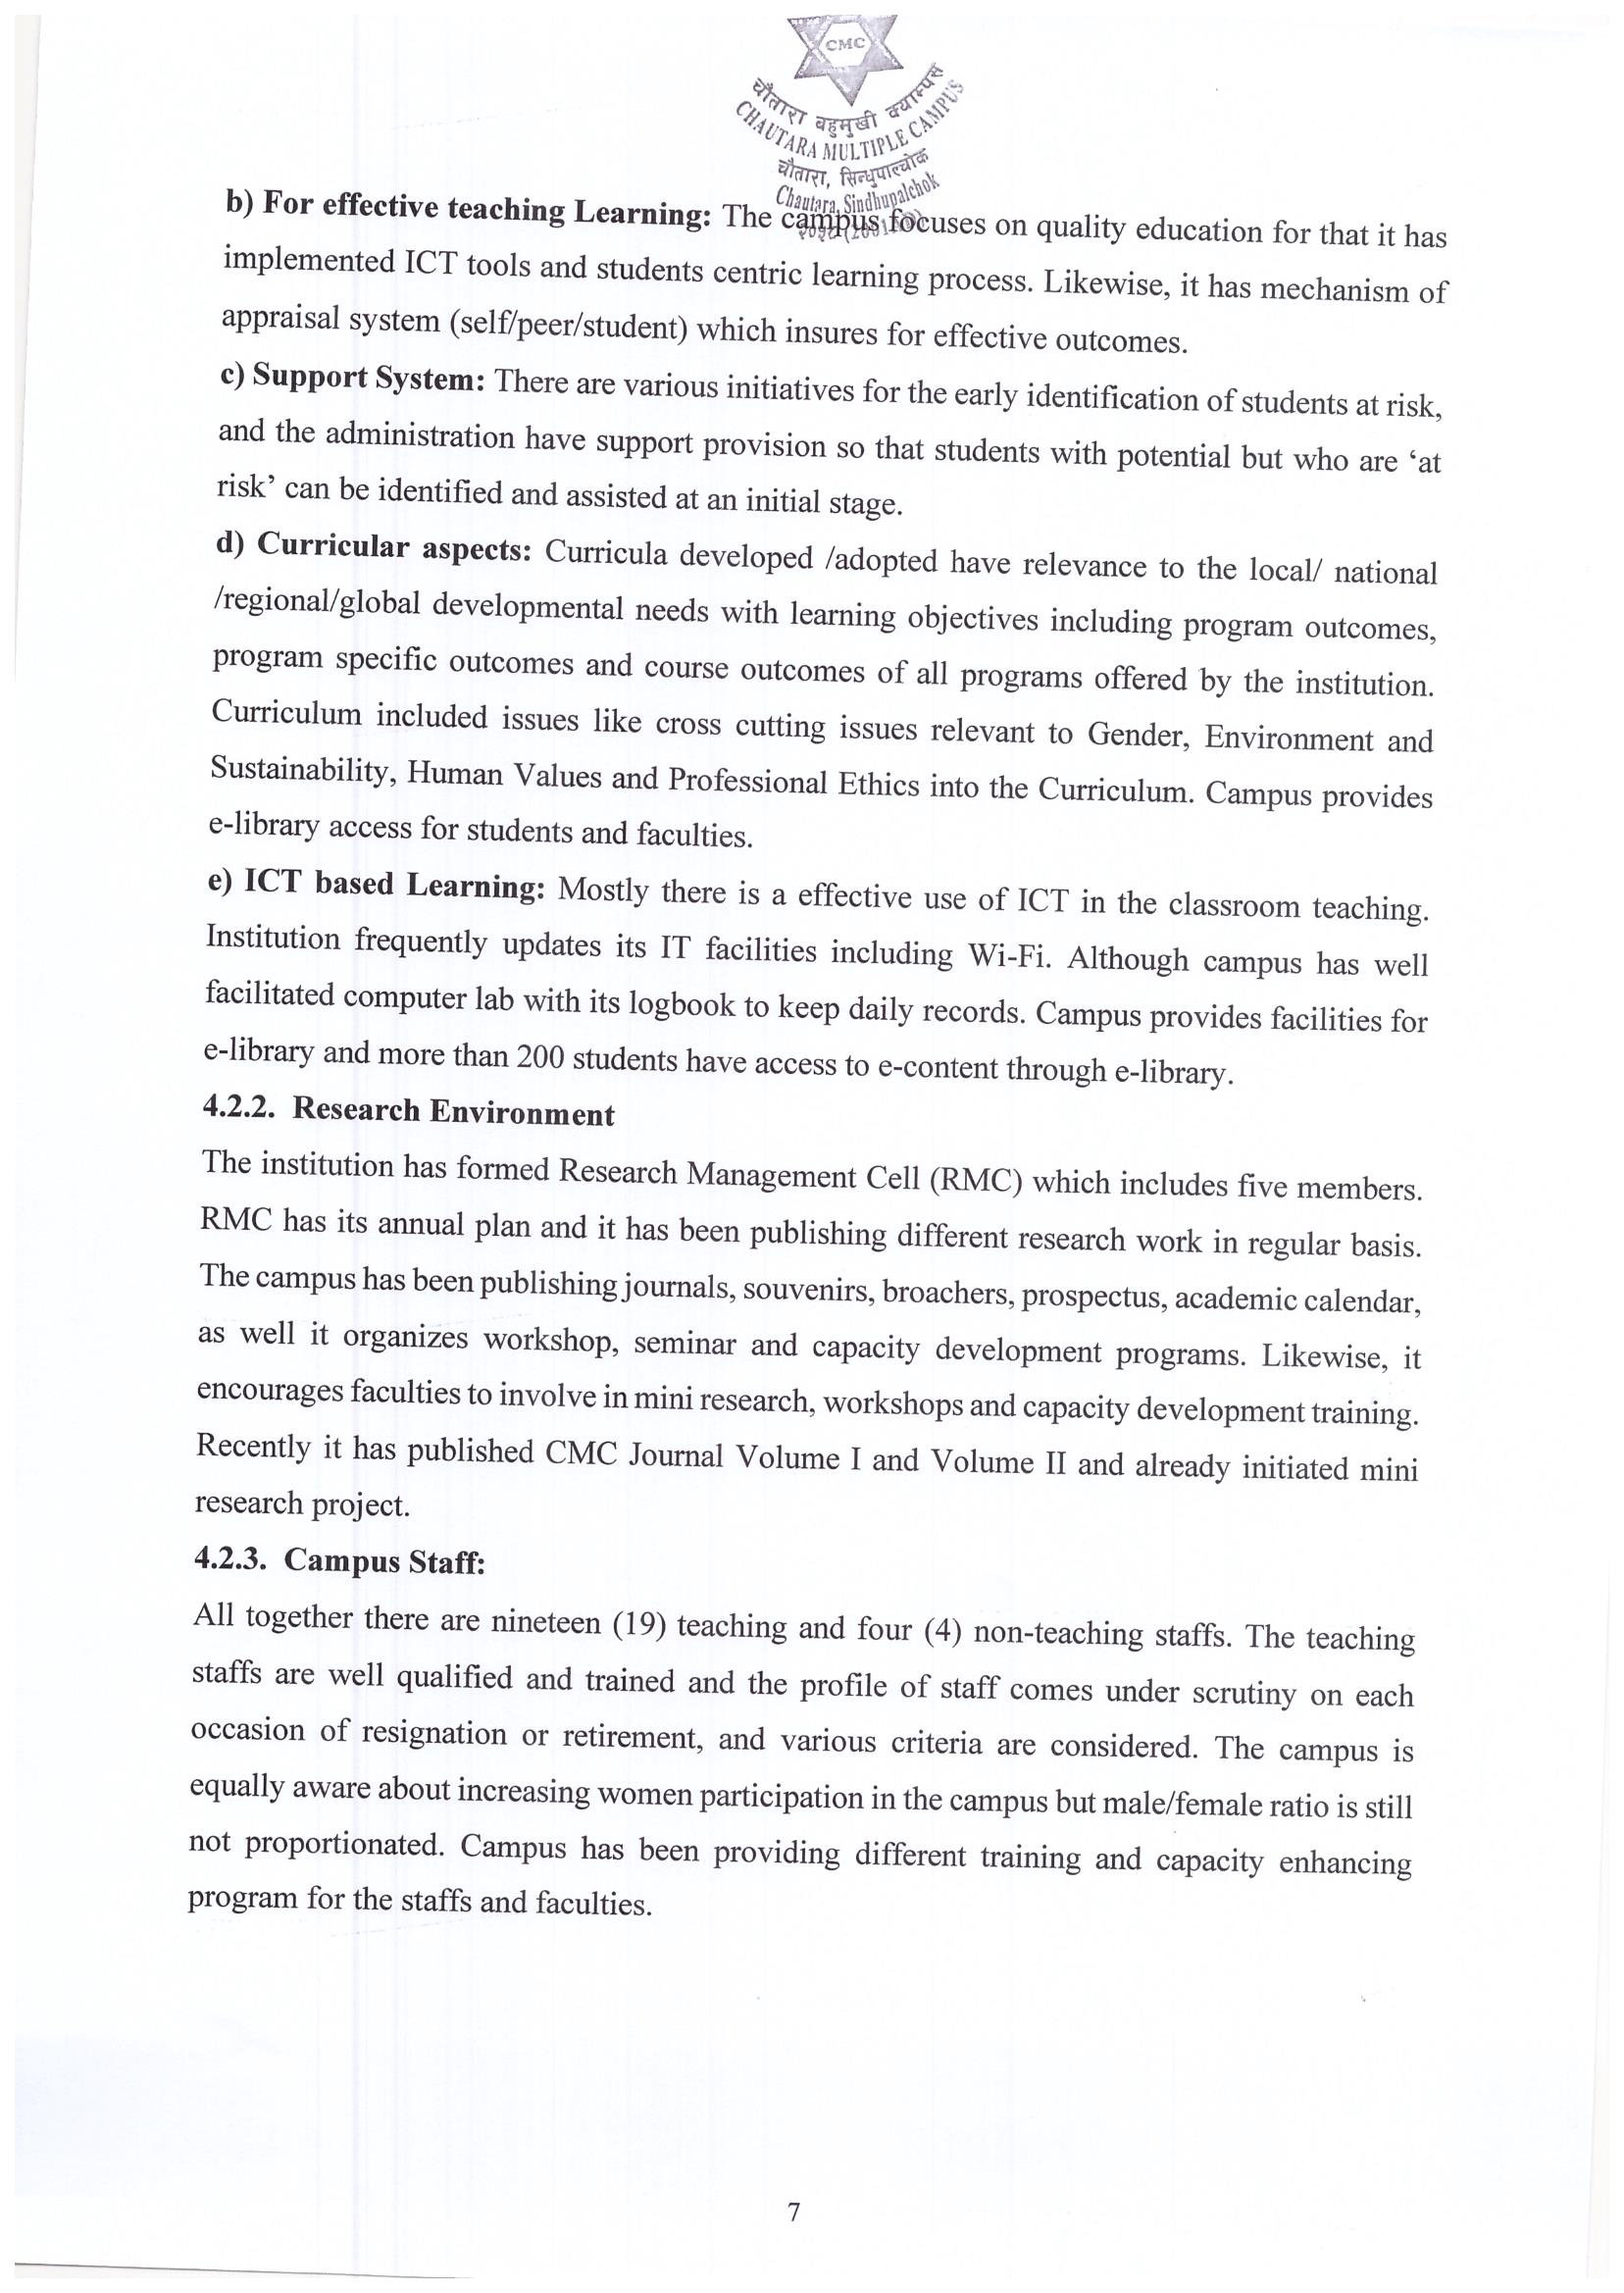 CMC
चौतारा बहुमुखी क्याम्पस
CHAUTARA MULTIPLE CAMPUS
चौतारा, सिन्धुपाल्चोक
Chautara, Sindhupalchok
b) For effective teaching Learning: The campus focuses on quality education for that it has
implemented ICT tools and students centric learning process. Likewise, it has mechanism of
appraisal system (self/peer/student) which insures for effective outcomes.
c) Support System: There are various initiatives for the early identification of students at risk,
and the administration have support provision so that students with potential but who are ‘at
risk’ can be identified and assisted at an initial stage.
d) Curricular aspects: Curricula developed /adopted have relevance to the local/ national
/regional/global developmental needs with learning objectives including program outcomes,
program specific outcomes and course outcomes of all programs offered by the institution.
Curriculum included issues like cross cutting issues relevant to Gender, Environment and
Sustainability, Human Values and Professional Ethics into the Curriculum. Campus provides
e-library access for students and faculties.
e) ICT based Learning: Mostly there is a effective use of ICT in the classroom teaching.
Institution frequently updates its IT facilities including Wi-Fi. Although campus has well
facilitated computer lab with its logbook to keep daily records. Campus provides facilities for
e-library and more than 200 students have access to e-content through e-library.
4.2.2. Research Environment
The institution has formed Research Management Cell (RMC) which includes five members.
RMC has its annual plan and it has been publishing different research work in regular basis.
The campus has been publishing journals, souvenirs, broachers, prospectus, academic calendar,
as well it organizes workshop, seminar and capacity development programs. Likewise, it
encourages faculties to involve in mini research, workshops and capacity development training.
Recently it has published CMC Journal Volume I and Volume II and already initiated mini
research project.
4.2.3. Campus Staff:
All together there are nineteen (19) teaching and four (4) non-teaching staffs. The teaching
staffs are well qualified and trained and the profile of staff comes under scrutiny on each
occasion of resignation or retirement, and various criteria are considered. The campus is
equally aware about increasing women participation in the campus but male/female ratio is still
not proportionated. Campus has been providing different training and capacity enhancing
program for the staffs and faculties.
7